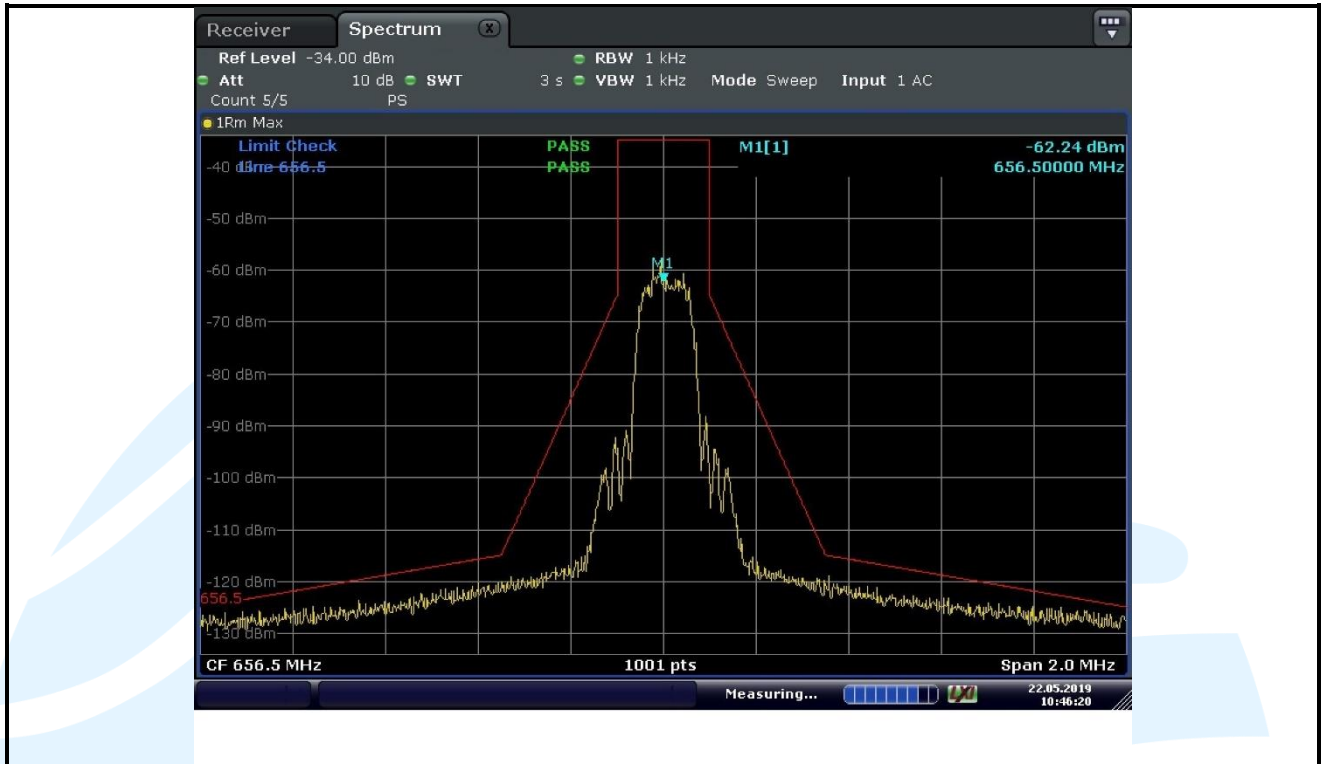 Receiver Spectrum X
Ref Level -34.00 dBm RBW 1 kHz
Att 10 dB SWT 3 s VBW 1 kHz Mode Sweep Input 1 AC
Count 5/5 PS
1Rm Max
Limit Check PASS M1[1] -62.24 dBm
-40 dBm Line 656.5 PASS 656.50000 MHz
-50 dBm
M1
-60 dBm
-70 dBm
-80 dBm
-90 dBm
-100 dBm
-110 dBm
-120 dBm
656.5
-130 dBm
CF 656.5 MHz 1001 pts Span 2.0 MHz
Measuring... LXI 22.05.2019
10:46:20